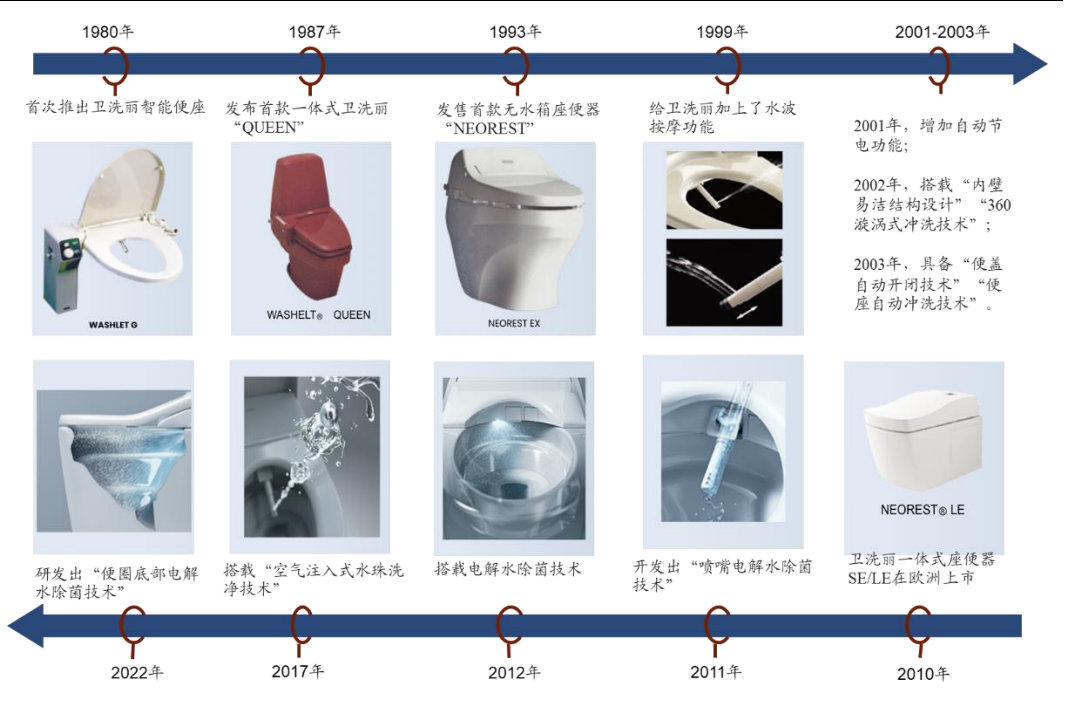 1980年
1987年
1993年
1999年
2001-2003年
首次推出卫洗丽智能便座
发布首款一体式卫洗丽
“QUEEN”
发售首款无水箱座便器
“NEOREST”
给卫洗丽加上了水波
按摩功能
2001年，增加自动节
电功能;
2002年，搭载“内壁
易洁结构设计”“360
漩涡式冲洗技术”;
2003年，具备“便盖
自动开闭技术”“便
座自动冲洗技术”。
WASHLET G
WASHELT® QUEEN
NEOREST EX
NEOREST® LE
研发出“便圈底部电解
水除菌技术”
搭载“空气注入式水珠洗
净技术”
搭载电解水除菌技术
开发出“喷嘴电解水除菌
技术”
卫洗丽一体式座便器
SE/LE在欧洲上市
2022年
2017年
2012年
2011年
2010年